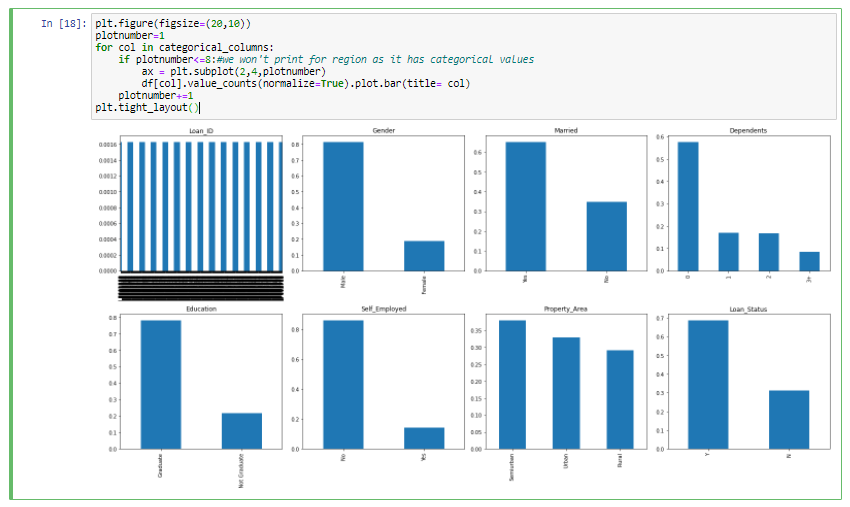 In [18]: plt.figure(figsize=(20,10))
plotnumber=1
for col in categorical_columns:
    if plotnumber<=8:#we won't print for region as it has categorical values
        ax = plt.subplot(2,4,plotnumber)
        df[col].value_counts(normalize=True).plot.bar(title= col)
    plotnumber+=1
plt.tight_layout()
Loan_ID
0.0016
0.0014
0.0012
0.0010
0.0008
0.0006
0.0004
0.0002
0.0000
Gender
0.8
0.7
0.6
0.5
0.4
0.3
0.2
0.1
0.0
Male
Female
Married
0.6
0.5
0.4
0.3
0.2
0.1
0.0
Yes
No
Dependents
0.6
0.5
0.4
0.3
0.2
0.1
0.0
0
1
2
3+
Education
0.8
0.7
0.6
0.5
0.4
0.3
0.2
0.1
0.0
Graduate
Not Graduate
Self_Employed
0.8
0.6
0.4
0.2
0.0
No
Yes
Property_Area
0.35
0.30
0.25
0.20
0.15
0.10
0.05
0.00
Semiurban
Urban
Rural
Loan_Status
0.7
0.6
0.5
0.4
0.3
0.2
0.1
0.0
Y
N